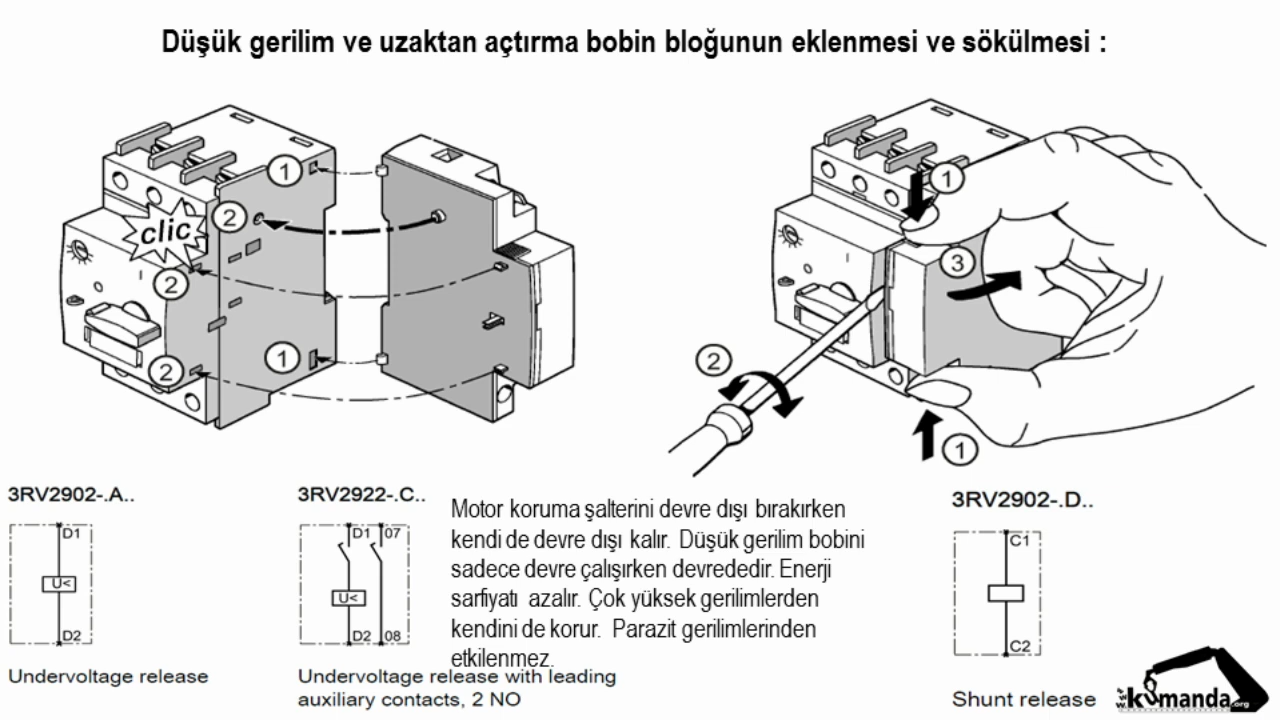 Düşük gerilim ve uzaktan açtırma bobin bloğunun eklenmesi ve sökülmesi :
1
2
clic
2
1
2
1
3
2
1
3RV2902-.A..
D1
U<
D2
Undervoltage release
3RV2922-.C..
D1 07
U<
D2 08
Undervoltage release with leading
auxiliary contacts, 2 NO
Motor koruma şalterini devre dışı bırakırken
kendi de devre dışı kalır. Düşük gerilim bobini
sadece devre çalışırken devrededir. Enerji
sarfiyatı azalır. Çok yüksek gerilimlerden
kendini de korur. Parazit gerilimlerinden
etkilenmez.
3RV2902-.D..
C1
C2
Shunt release
www.kumanda.org